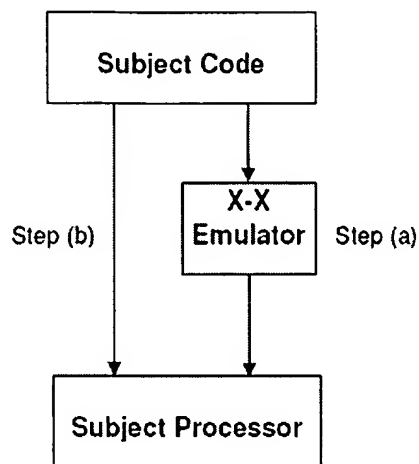 Subject Code
X-X
Emulator
Step (b)
Step (a)
Subject Processor